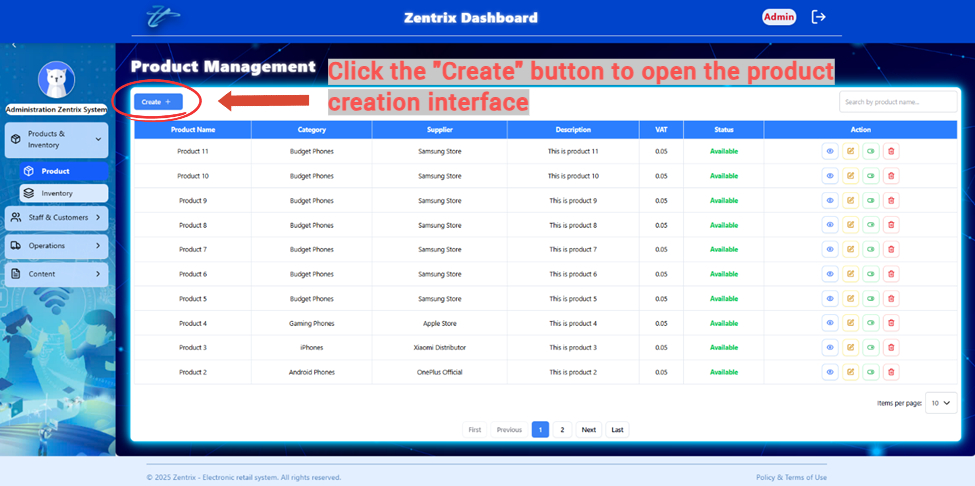 Zentrix Dashboard
Admin
Product Management
Click the "Create" button to open the product
creation interface
Create +
Search by product name...
Administration Zentrix System
Products &
Inventory
Product
Inventory
Staff & Customers
Operations
Content
Product Name Category Supplier Description VAT Status Action
Product 11 Budget Phones Samsung Store This is product 11 0.05 Available
Product 10 Budget Phones Samsung Store This is product 10 0.05 Available
Product 9 Budget Phones Samsung Store This is product 9 0.05 Available
Product 8 Budget Phones Samsung Store This is product 8 0.05 Available
Product 7 Budget Phones Samsung Store This is product 7 0.05 Available
Product 6 Budget Phones Samsung Store This is product 6 0.05 Available
Product 5 Budget Phones Samsung Store This is product 5 0.05 Available
Product 4 Gaming Phones Apple Store This is product 4 0.05 Available
Product 3 iPhones Xiaomi Distributor This is product 3 0.05 Available
Product 2 Android Phones OnePlus Official This is product 2 0.05 Available
Items per page: 10
First Previous 1 2 Next Last
© 2025 Zentrix - Electronic retail system. All rights reserved.
Policy & Terms of Use